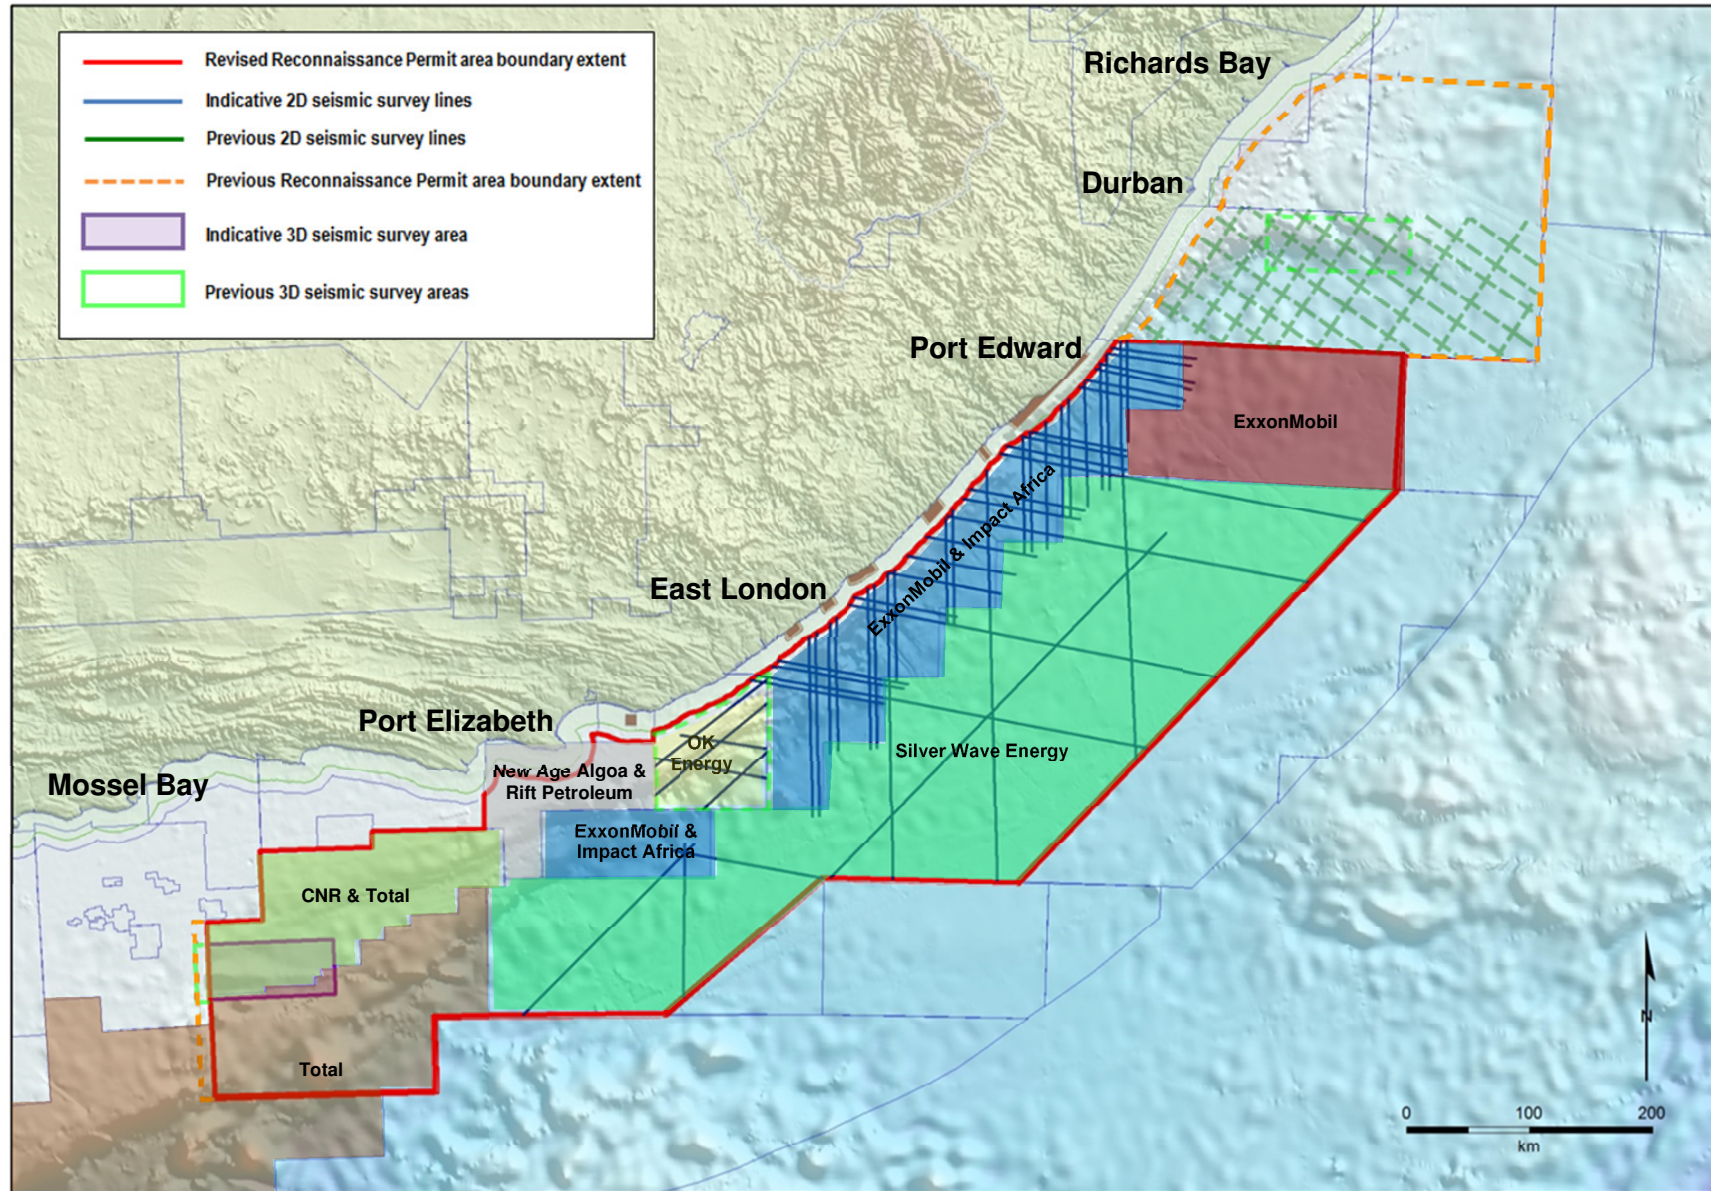 Revised Reconnaissance Permit area boundary extent
Indicative 2D seismic survey lines
Previous 2D seismic survey lines
Previous Reconnaissance Permit area boundary extent
Indicative 3D seismic survey area
Previous 3D seismic survey areas
Richards Bay
Durban
Port Edward
ExxonMobil
ExxonMobil & Impact Africa
East London
Port Elizabeth
OK
Energy
Silver Wave Energy
New Age Algoa &
Rift Petroleum
Mossel Bay
ExxonMobil &
Impact Africa
CNR & Total
Total
N
0 100 200
km